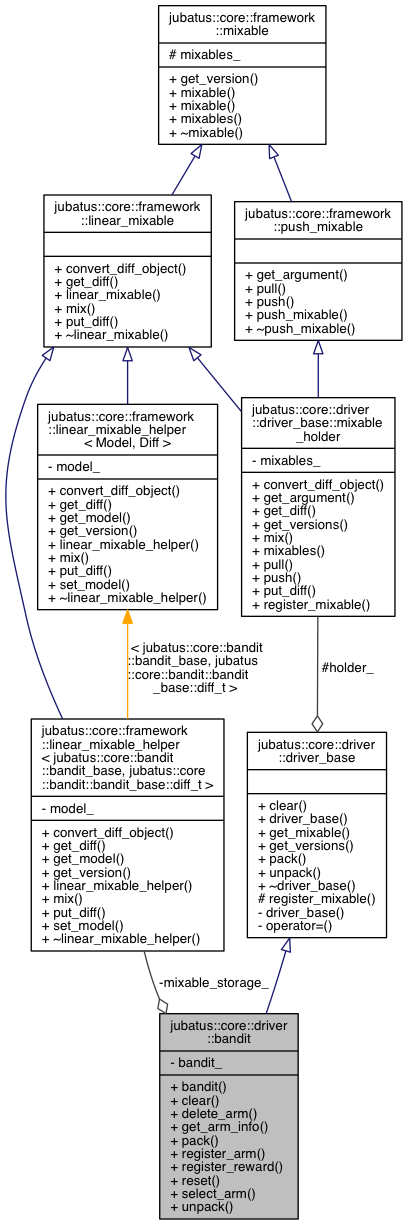 jubatus::core::framework
::mixable
# mixables_
+ get_version()
+ mixable()
+ mixable()
+ mixables()
+ ~mixable()
jubatus::core::framework
::linear_mixable
+ convert_diff_object()
+ get_diff()
+ linear_mixable()
+ mix()
+ put_diff()
+ ~linear_mixable()
jubatus::core::framework
::push_mixable
+ get_argument()
+ pull()
+ push()
+ push_mixable()
+ ~push_mixable()
jubatus::core::framework
::linear_mixable_helper
< Model, Diff >
- model_
+ convert_diff_object()
+ get_diff()
+ get_model()
+ get_version()
+ linear_mixable_helper()
+ mix()
+ put_diff()
+ set_model()
+ ~linear_mixable_helper()
jubatus::core::driver
::driver_base::mixable
_holder
- mixables_
+ convert_diff_object()
+ get_argument()
+ get_diff()
+ get_versions()
+ mix()
+ mixables()
+ pull()
+ push()
+ put_diff()
+ register_mixable()
< jubatus::core::bandit
::bandit_base, jubatus
::core::bandit::bandit
_base::diff_t >
#holder_
jubatus::core::framework
::linear_mixable_helper
< jubatus::core::bandit
::bandit_base, jubatus::core
::bandit::bandit_base::diff_t >
- model_
+ convert_diff_object()
+ get_diff()
+ get_model()
+ get_version()
+ linear_mixable_helper()
+ mix()
+ put_diff()
+ set_model()
+ ~linear_mixable_helper()
jubatus::core::driver
::driver_base
+ clear()
+ driver_base()
+ get_mixable()
+ get_versions()
+ pack()
+ unpack()
+ ~driver_base()
# register_mixable()
- driver_base()
- operator=()
-mixable_storage_
jubatus::core::driver
::bandit
- bandit_
+ bandit()
+ clear()
+ delete_arm()
+ get_arm_info()
+ pack()
+ register_arm()
+ register_reward()
+ reset()
+ select_arm()
+ unpack()